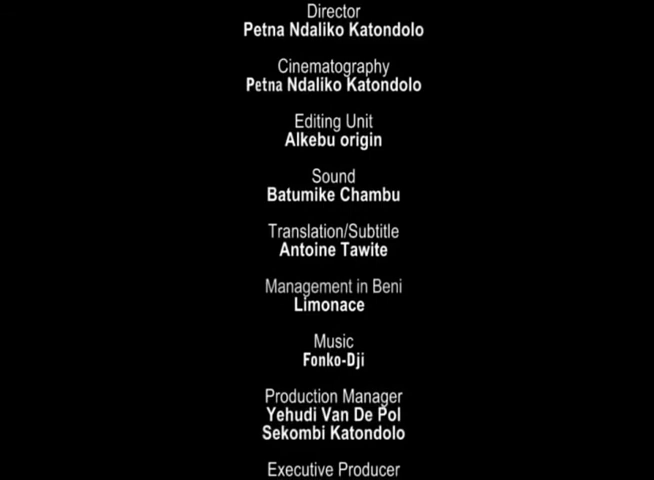 Director
Petna Ndaliko Katondolo
Cinematography
Petna Ndaliko Katondolo
Editing Unit
Alkebu origin
Sound
Batumike Chambu
Translation/Subtitle
Antoine Tawite
Management in Beni
Limonace
Music
Fonko-Dji
Production Manager
Yehudi Van De Pol
Sekombi Katondolo
Executive Producer